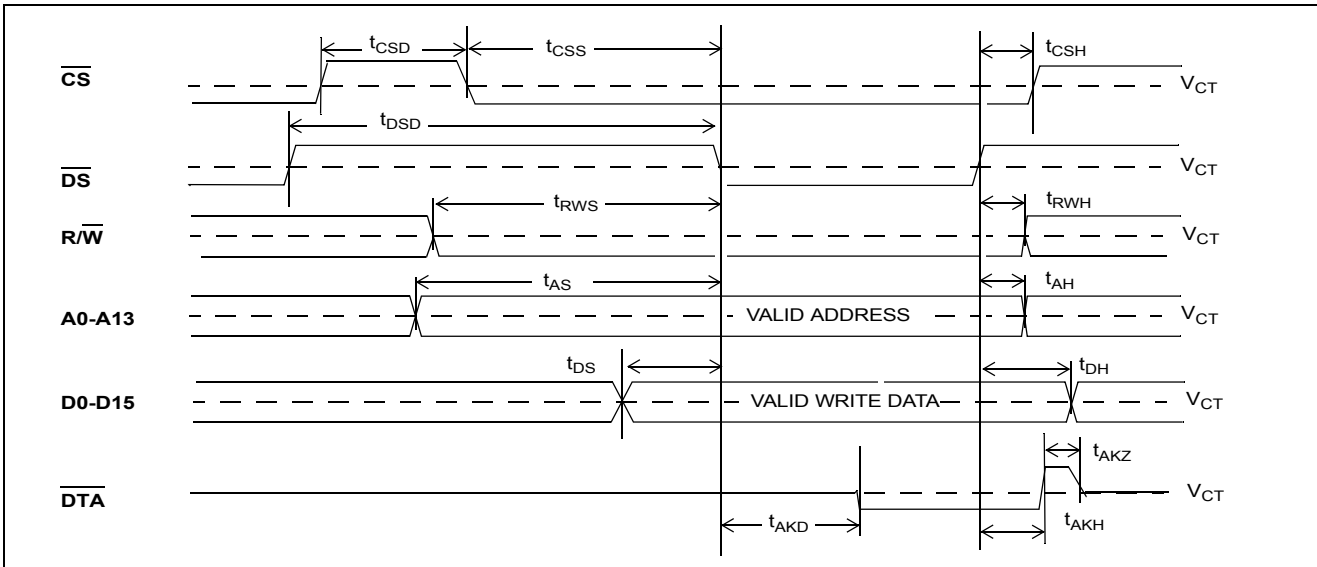 tCSD tCSS tCSH
CS VCT
tDSD
DS VCT
tRWS tRWH
R/W VCT
tAS tAH
A0-A13 VALID ADDRESS VCT
tDS tDH
D0-D15 VALID WRITE DATA VCT
tAKZ
DTA VCT
tAKD tAKH